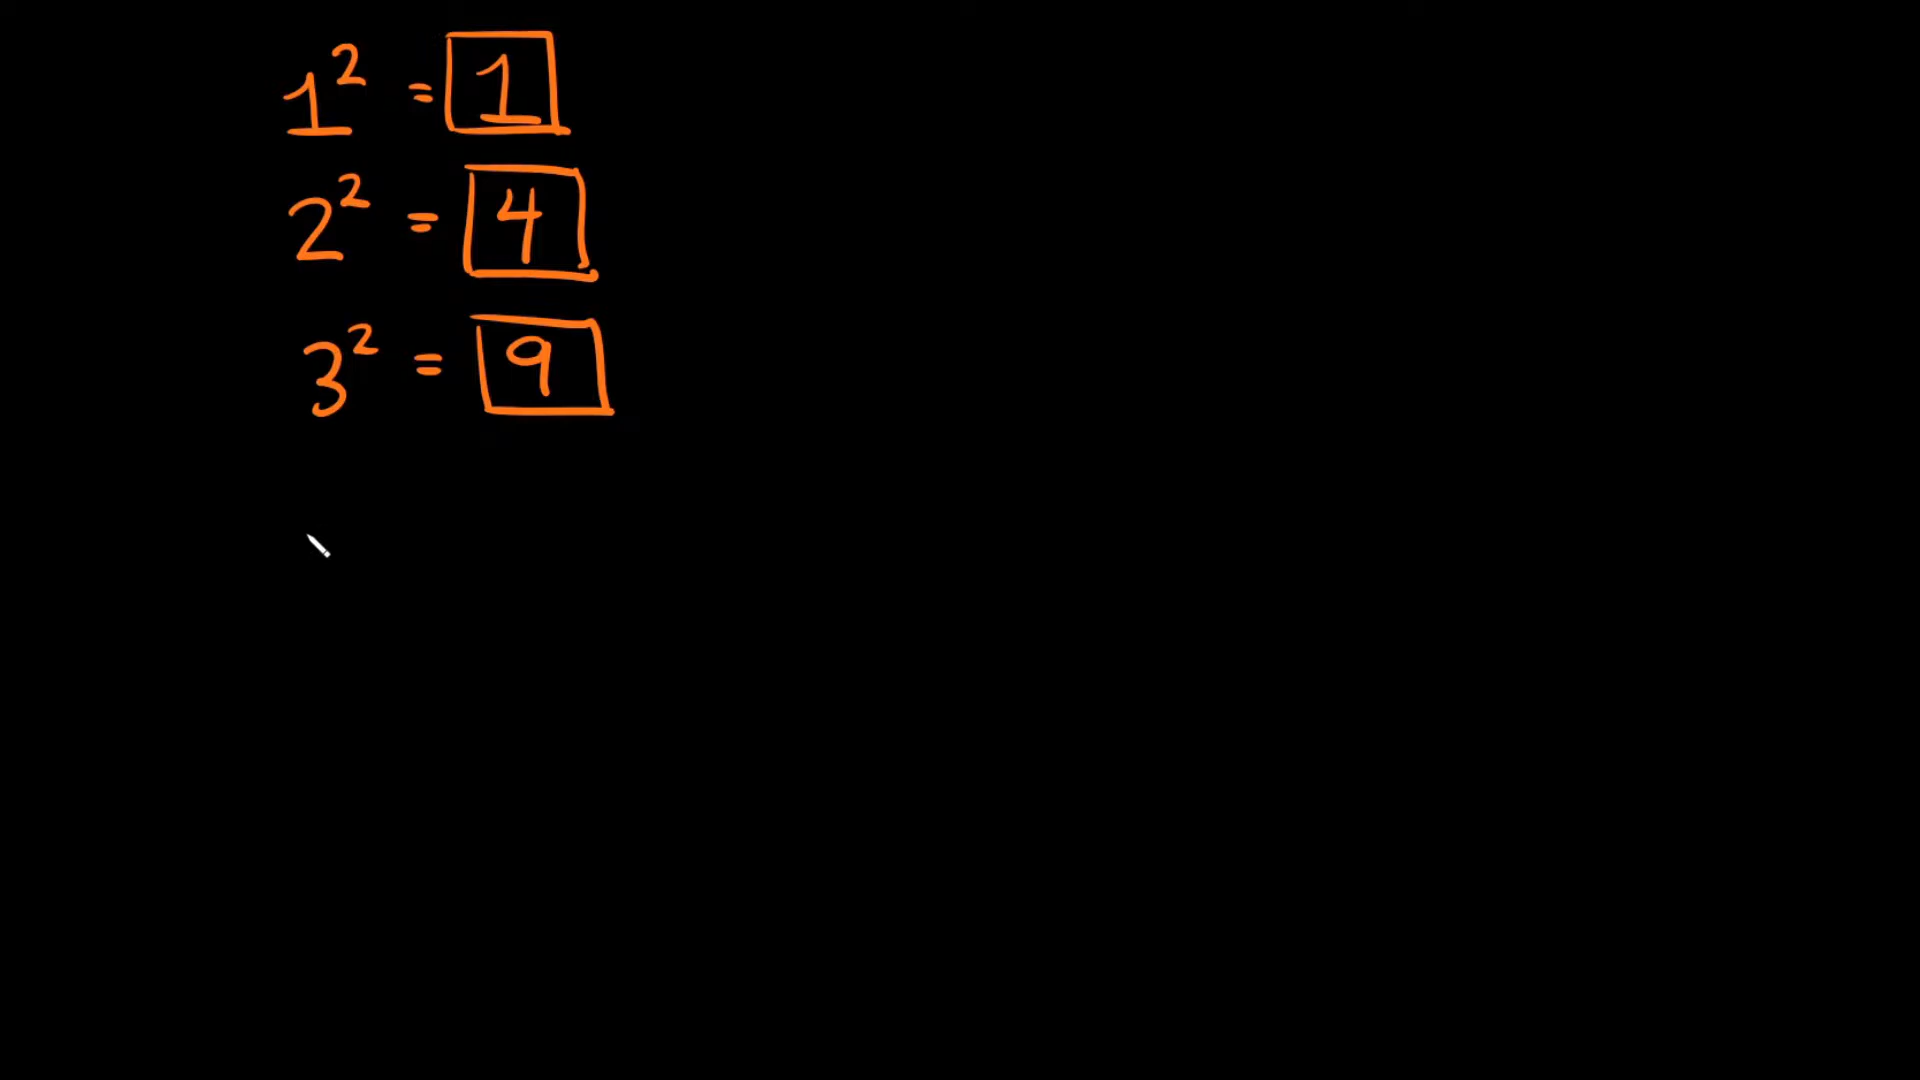 1² = 1
2² = 4
3² = 9